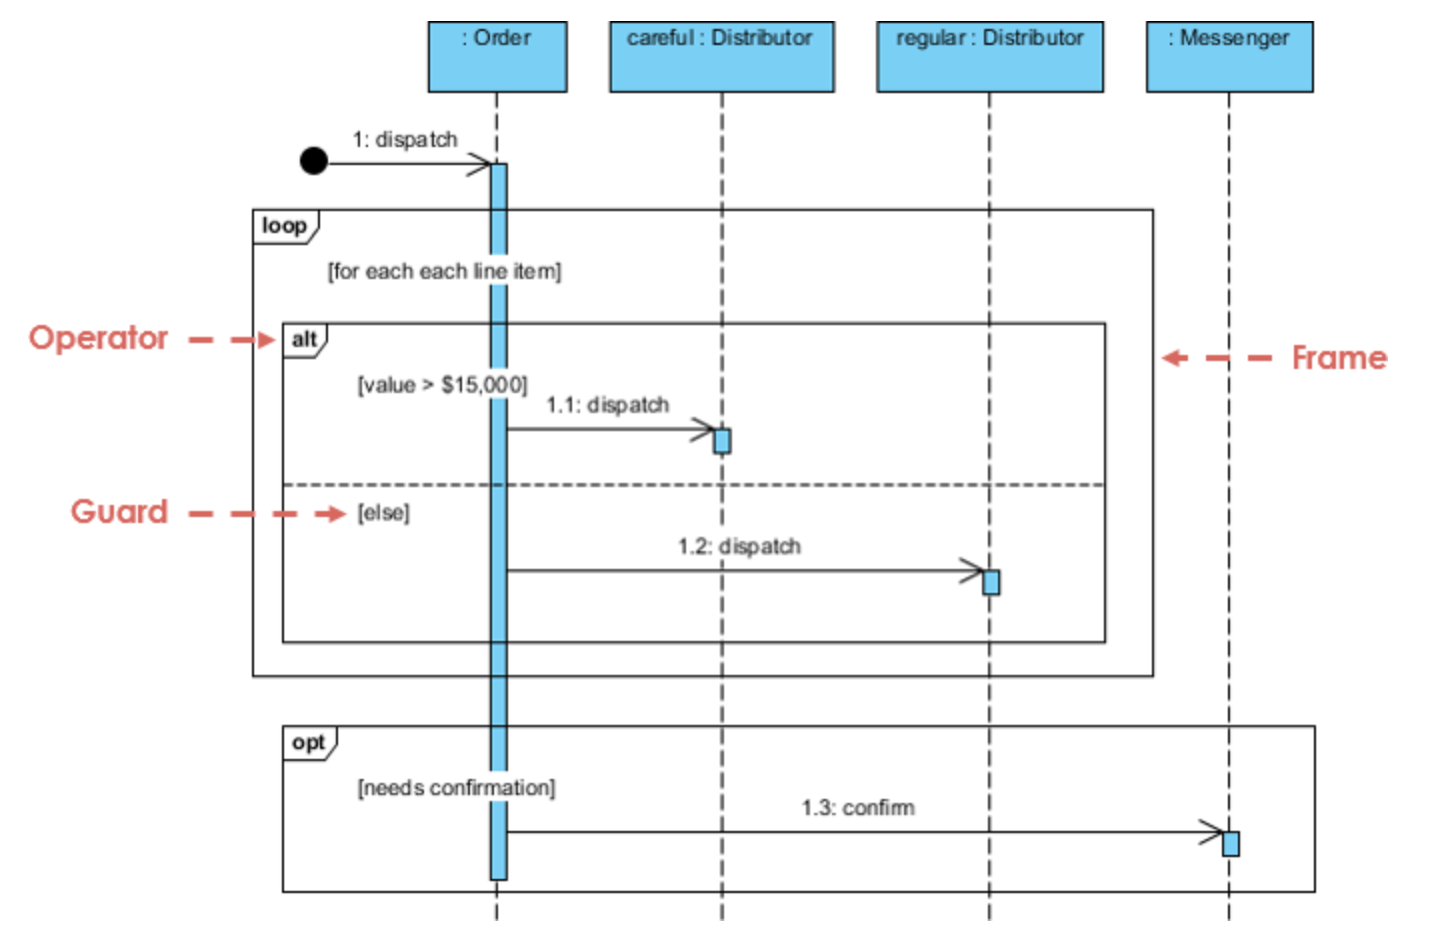 : Order
careful : Distributor
regular : Distributor
: Messenger
1: dispatch
loop
[for each each line item]
Operator
alt
Frame
[value > $15,000]
1.1: dispatch
Guard
[else]
1.2: dispatch
opt
[needs confirmation]
1.3: confirm